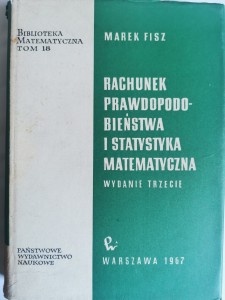 BIBLIOTEKA
MATEMATYCZNA
TOM 18
MAREK FISZ
RACHUNEK
PRAWDOPODO-
BIEŃSTWA
I STATYSTYKA
MATEMATYCZNA
WYDANIE TRZECIE
PAŃSTWOWE
WYDAWNICTWO
NAUKOWE
WARSZAWA 1967